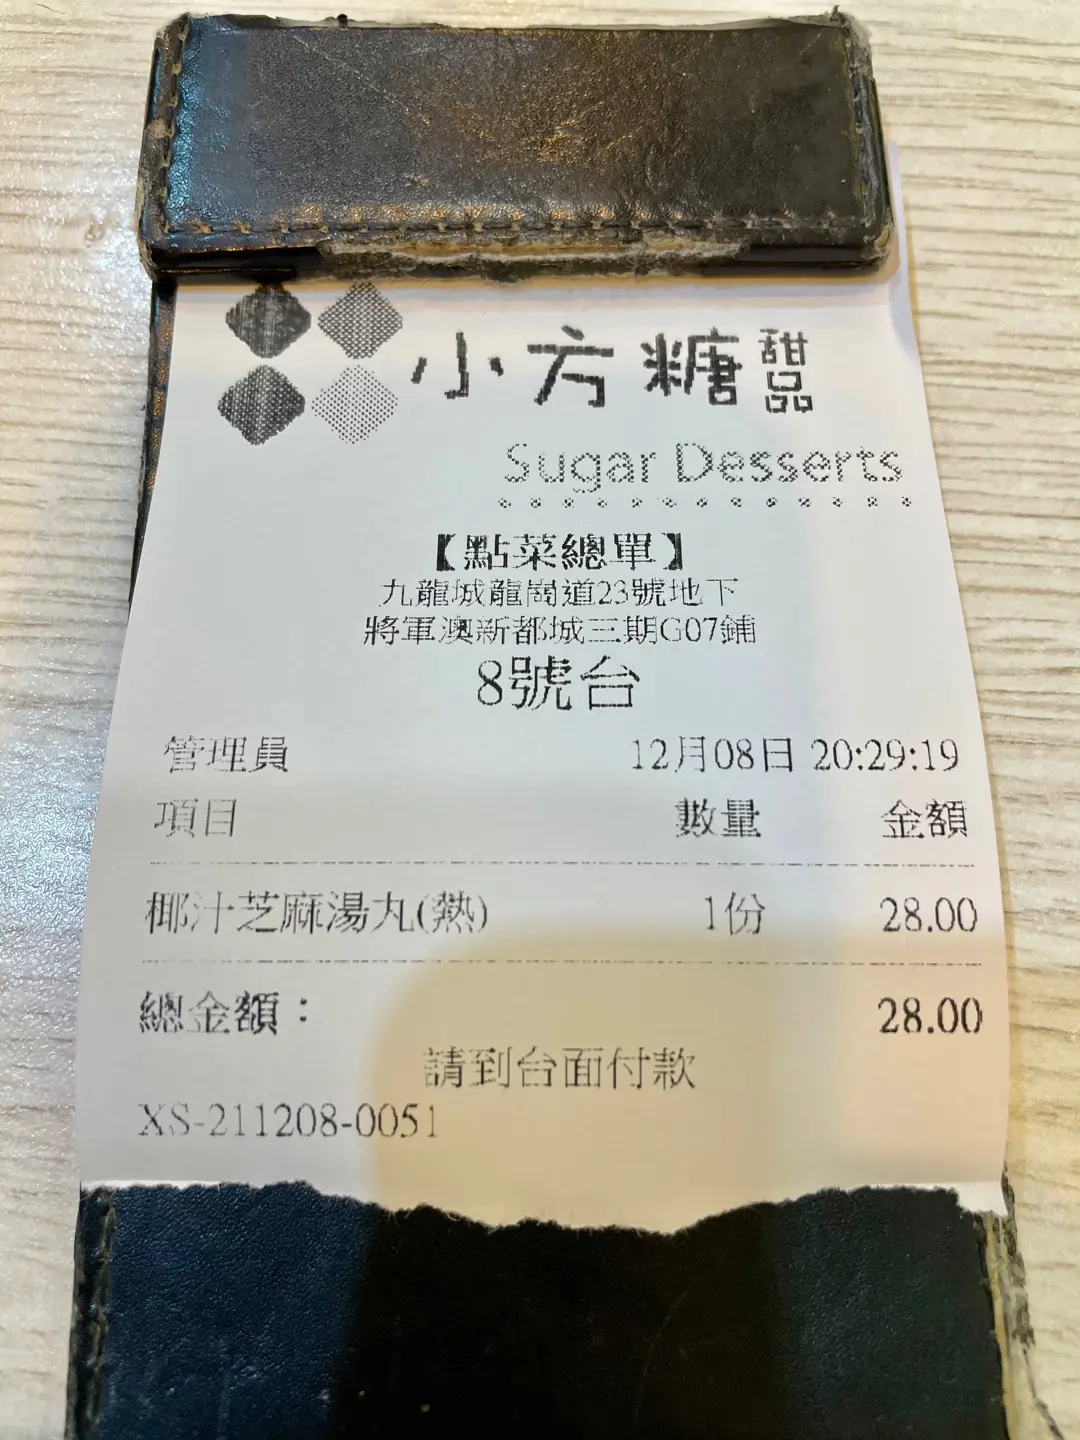 小方糖 甜品
Sugar Desserts
【點菜總單】
九龍城龍崗道23號地下
將軍澳新都城三期G07鋪
8號台
管理員 12月08日 20:29:19
項目 數量 金額
椰汁芝麻湯丸(熱) 1份 28.00
總金額： 28.00
請到台面付款
XS-211208-0051